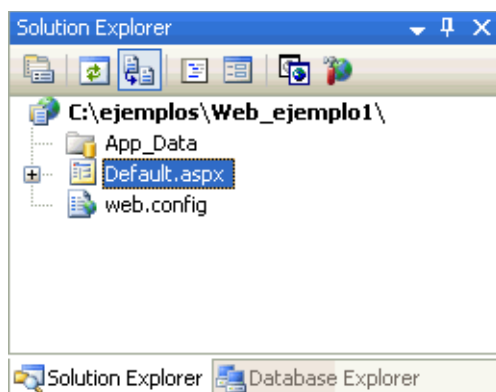 Solution Explorer
C:\ejemplos\Web_ejemplo1\
App_Data
Default.aspx
web.config
Solution Explorer Database Explorer